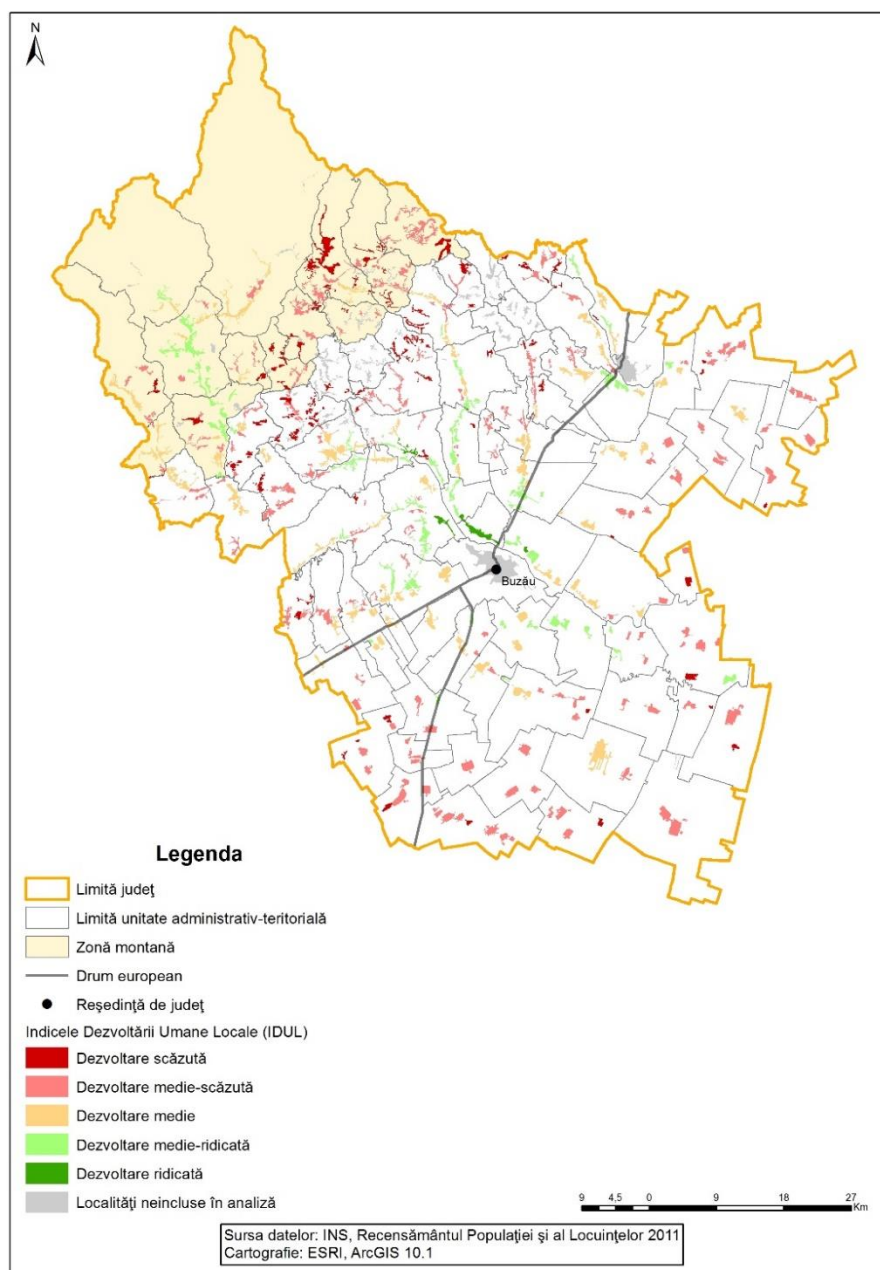 N
Buzău
Legenda
Limită judeţ
Limită unitate administrativ-teritorială
Zonă montană
Drum european
Reşedinţă de judeţ
Indicele Dezvoltării Umane Locale (IDUL)
Dezvoltare scăzută
Dezvoltare medie-scăzută
Dezvoltare medie
Dezvoltare medie-ridicată
Dezvoltare ridicată
Localităţi neincluse în analiză
9 4,5 0 9 18 27
Km
Sursa datelor: INS, Recensământul Populaţiei şi al Locuinţelor 2011
Cartografie: ESRI, ArcGIS 10.1